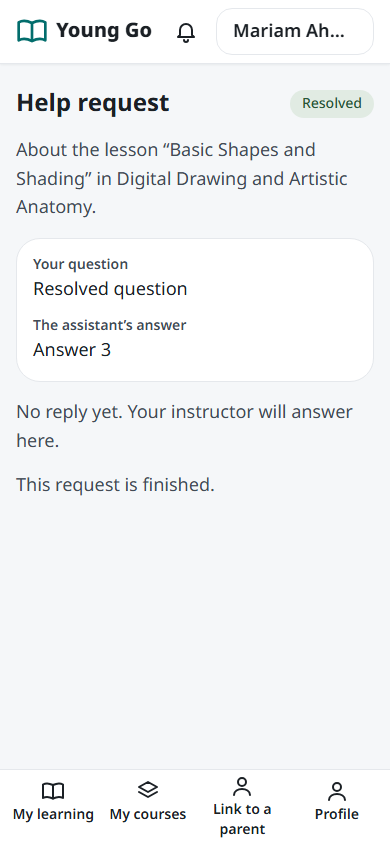 Young Go
Mariam Ah...
Help request
Resolved
About the lesson “Basic Shapes and
Shading” in Digital Drawing and Artistic
Anatomy.
Your question
Resolved question
The assistant’s answer
Answer 3
No reply yet. Your instructor will answer
here.
This request is finished.
My learning
My courses
Link to a
parent
Profile